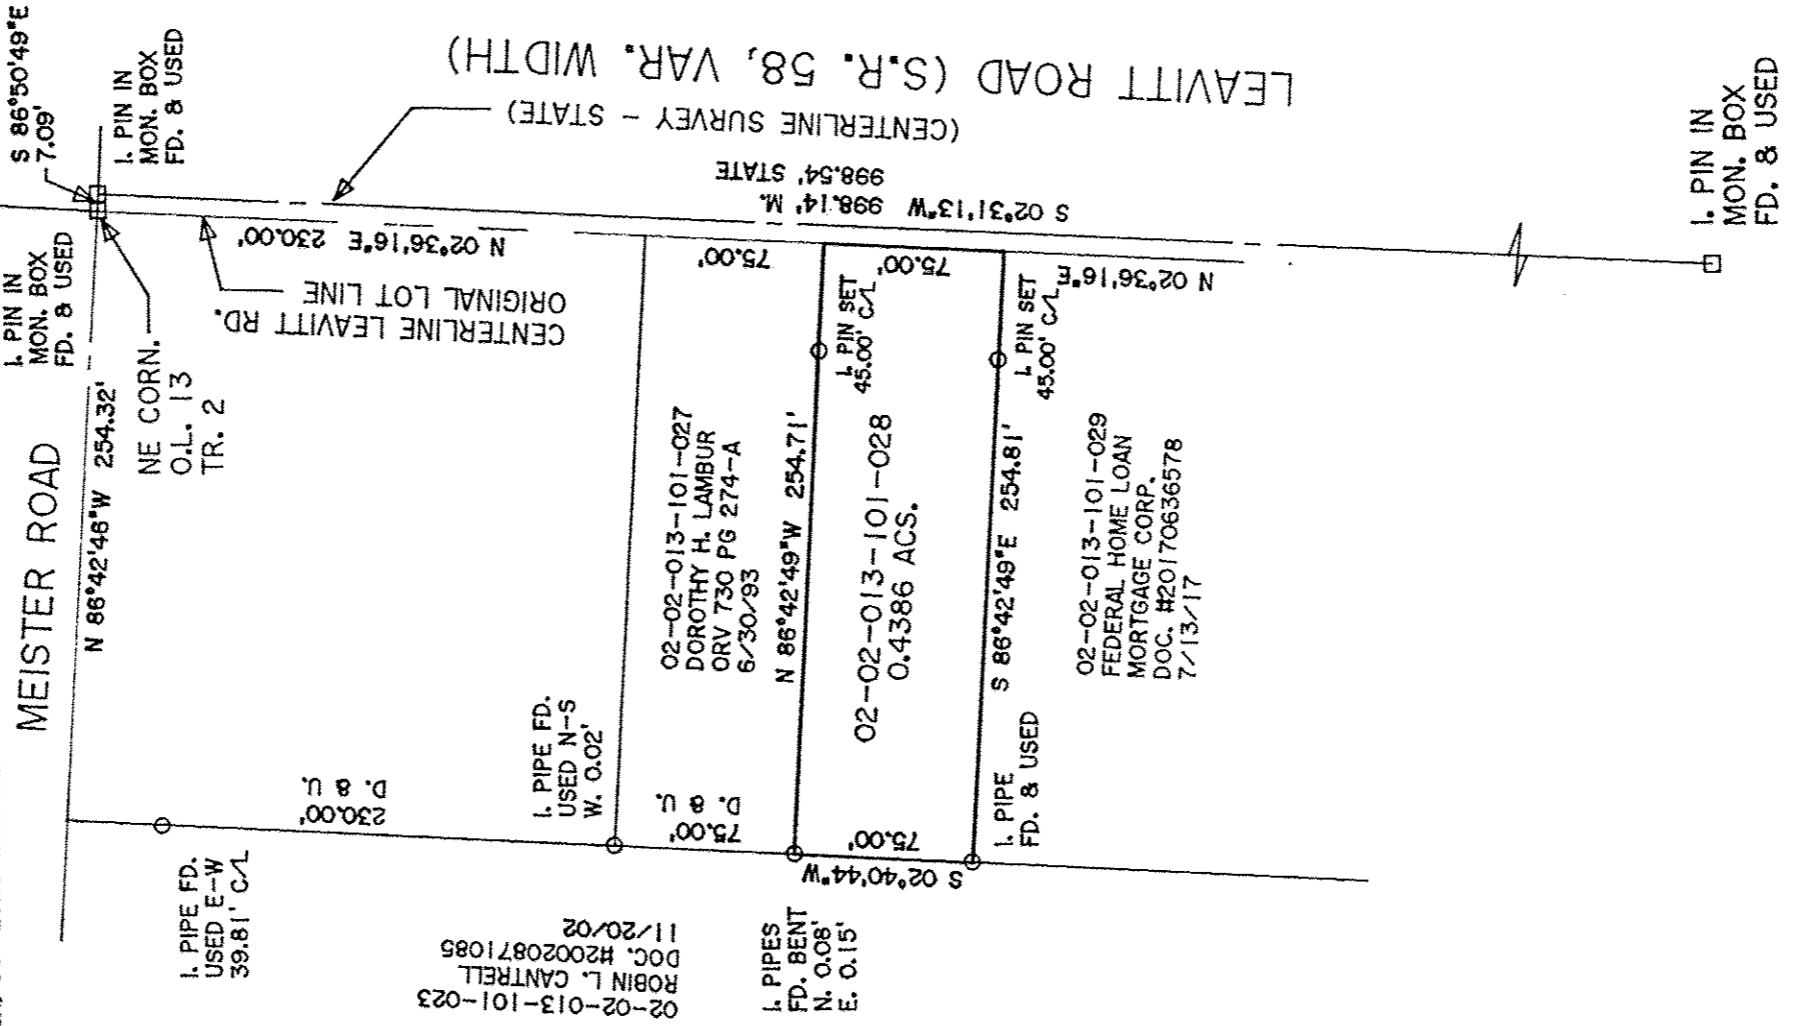 S 86°50'49"E
7.09'
I. PIN IN
MON. BOX
FD. & USED
I. PIN IN
MON. BOX
FD. & USED
MEISTER ROAD
N 86°42'46"W 254.32'
NE CORN.
O.L. 13
TR. 2
LEAVITT ROAD (S.R. 58, VAR. WIDTH)
(CENTERLINE SURVEY - STATE)
S 02°31'13"W 998.14' M.
998.54' STATE
N 02°36'16"E 230.00'
CENTERLINE LEAVITT RD.
ORIGINAL LOT LINE
75.00'
75.00'
N 02°36'16"E
I. PIN SET
45.00' C/L
I. PIN SET
45.00' C/L
I. PIN IN
MON. BOX
FD. & USED
02-02-013-101-027
DOROTHY H. LAMBUR
ORV 730 PG 274-A
6/30/93
N 86°42'49"W 254.71'
02-02-013-101-028
0.4386 ACS.
S 86°42'49"E 254.81'
02-02-013-101-029
FEDERAL HOME LOAN
MORTGAGE CORP.
DOC. #20170636578
7/13/17
230.00'
D. & U.
I. PIPE FD.
USED N-S
W. 0.02'
75.00'
D. & U.
75.00'
S 02°40'44"W
I. PIPE
FD. & USED
I. PIPE FD.
USED E-W
39.81' C/L
02-02-013-101-023
ROBIN L. CANTRELL
DOC. #20020871085
11/20/02
I. PIPES
FD. BENT
N. 0.08'
E. 0.15'